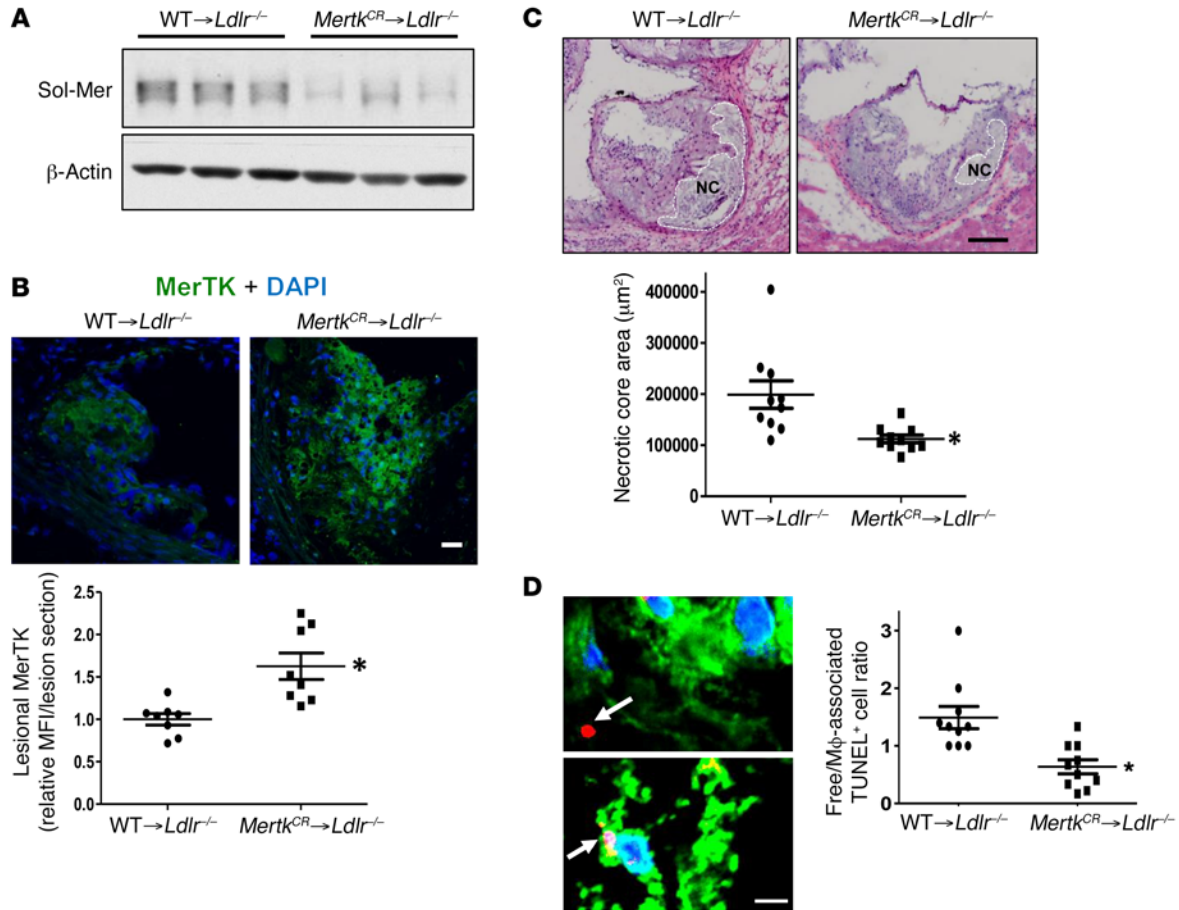 A
WT→Ldlr⁻/⁻ Mertkᶜᴿ→Ldlr⁻/⁻
Sol-Mer
β-Actin
B
MerTK + DAPI
WT→Ldlr⁻/⁻ Mertkᶜᴿ→Ldlr⁻/⁻
Lesional MerTK
(relative MFI/lesion section)
2.5
2.0
1.5
1.0
0.5
0.0
*
WT→Ldlr⁻/⁻ Mertkᶜᴿ→Ldlr⁻/⁻
C
WT→Ldlr⁻/⁻ Mertkᶜᴿ→Ldlr⁻/⁻
NC NC
Necrotic core area (μm²)
400000
300000
200000
100000
0
*
WT→Ldlr⁻/⁻ Mertkᶜᴿ→Ldlr⁻/⁻
D
Free/Mϕ-associated
TUNEL⁺ cell ratio
3
2
1
0
*
WT→Ldlr⁻/⁻ Mertkᶜᴿ→Ldlr⁻/⁻